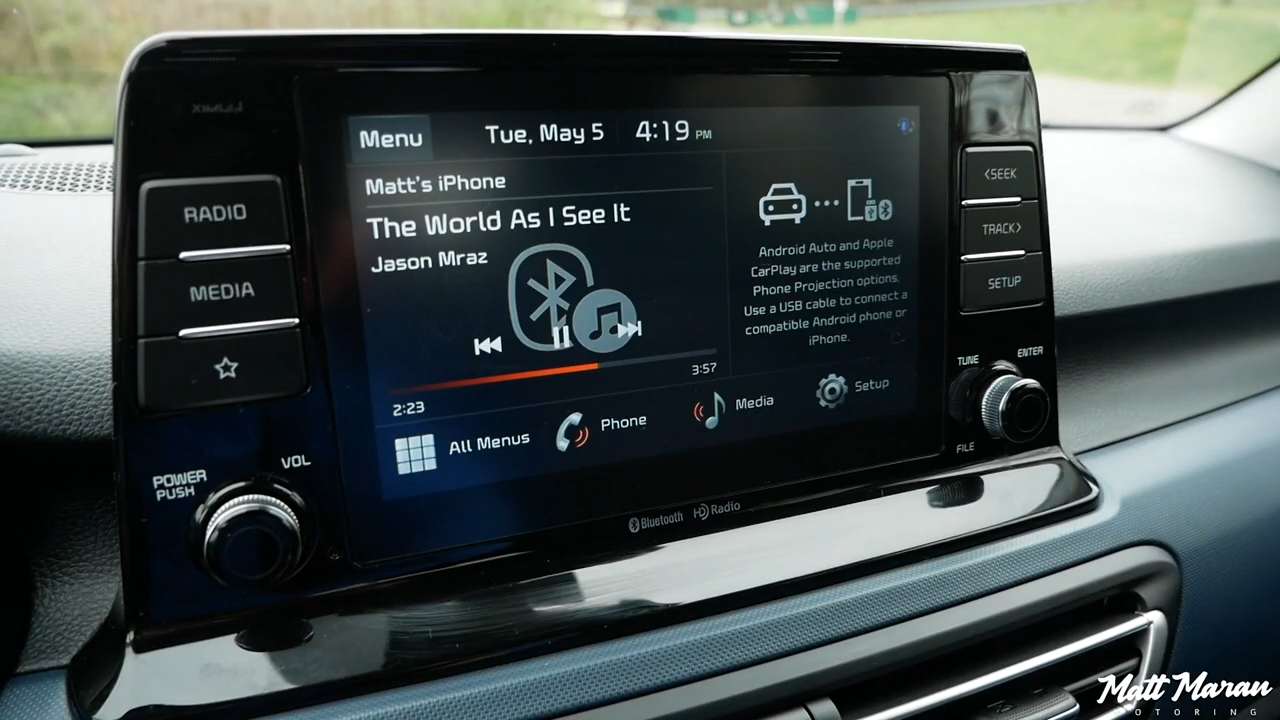 Menu
Tue, May 5
4:19 PM
RADIO
MEDIA
Matt's iPhone
The World As I See It
Jason Mraz
2:23
3:57
Android Auto and Apple
CarPlay are the supported
Phone Projection options.
Use a USB cable to connect a
compatible Android phone or
iPhone.
All Menus
Phone
Media
Setup
<SEEK
TRACK>
SETUP
TUNE
ENTER
FILE
POWER
PUSH
VOL
Bluetooth
HD Radio
Matt Maran
MOTORING